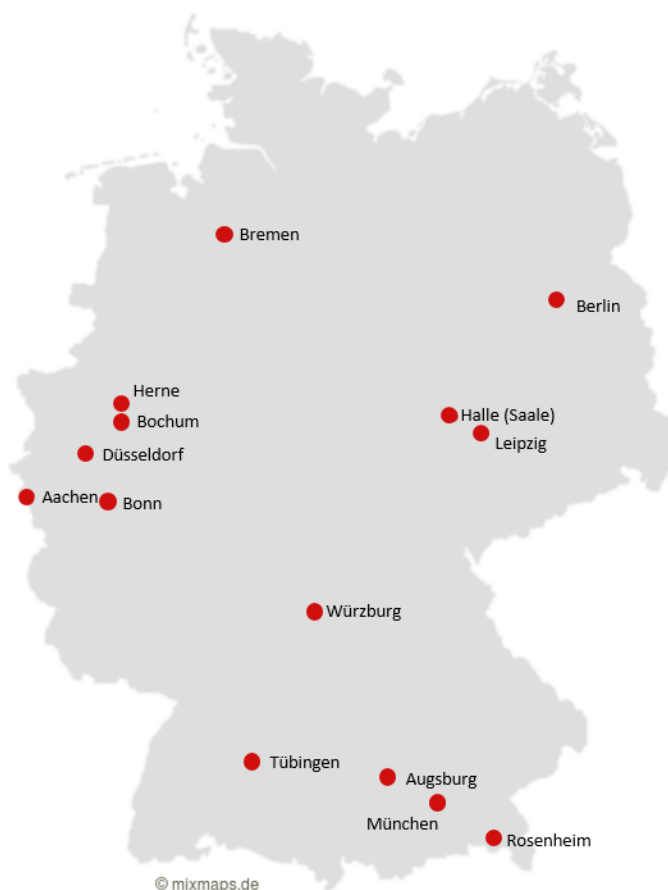 Bremen
Berlin
Herne
Bochum
Halle (Saale)
Leipzig
Düsseldorf
Aachen
Bonn
Würzburg
Tübingen
Augsburg
München
Rosenheim
© mixmaps.de